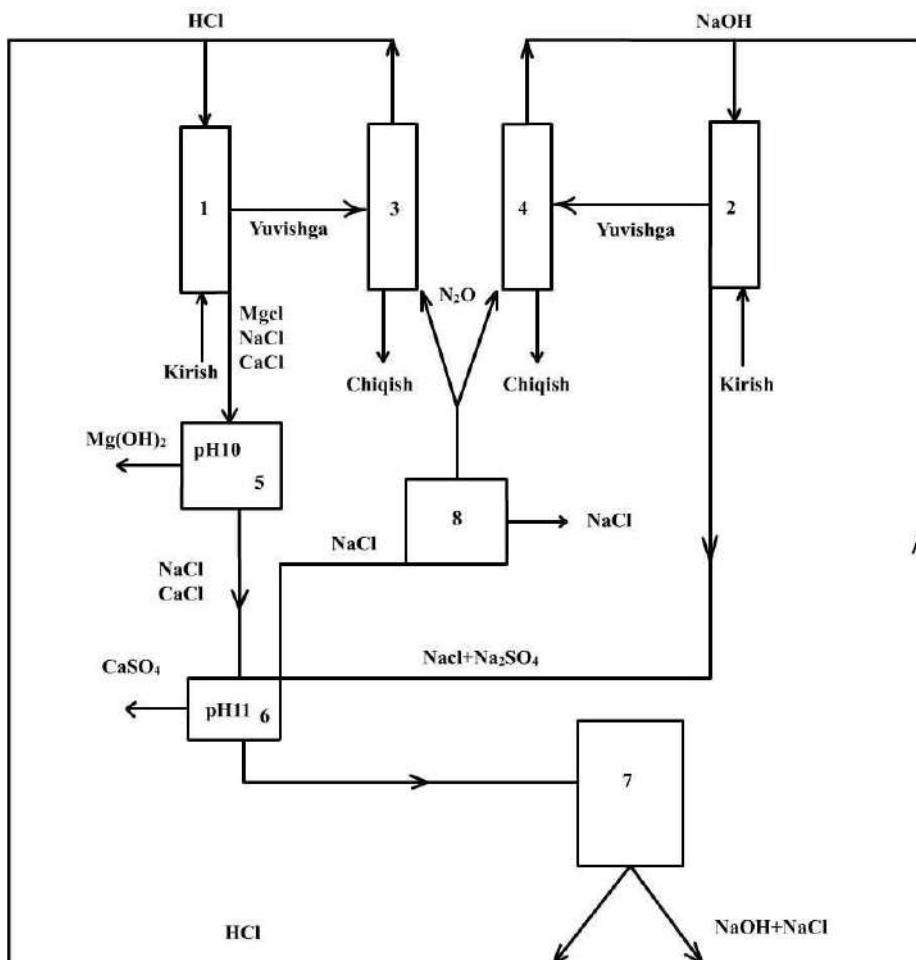 HCl
NaOH
1
3
4
2
Yuvishga
Yuvishga
N₂O
Mgcl
NaCl
CaCl
Kirish
Chiqish
Chiqish
Kirish
Mg(OH)₂
pH10
5
8
NaCl
NaCl
NaCl
CaCl
CaSO₄
Nacl+Na₂SO₄
pH11
6
7
HCl
NaOH+NaCl